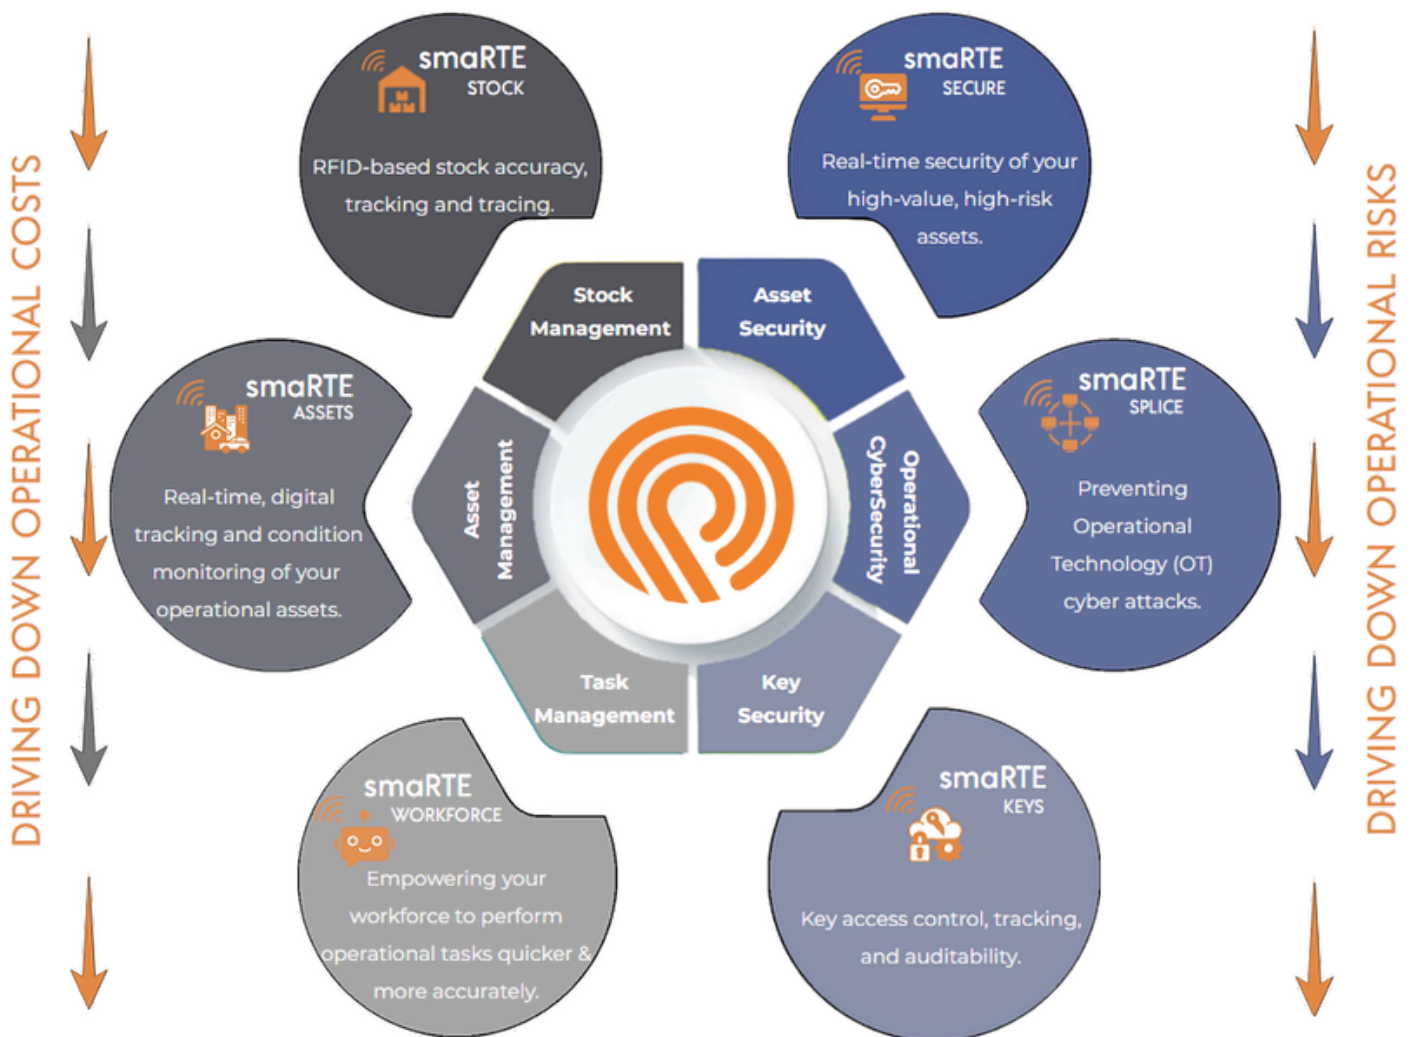 DRIVING DOWN OPERATIONAL COSTS
smaRTE
STOCK
RFID-based stock accuracy,
tracking and tracing.
smaRTE
SECURE
Real-time security of your
high-value, high-risk
assets.
DRIVING DOWN OPERATIONAL RISKS
Stock
Management
Asset
Security
smaRTE
ASSETS
Real-time, digital
tracking and condition
monitoring of your
operational assets.
Asset
Management
Operational
CyberSecurity
smaRTE
SPLICE
Preventing
Operational
Technology (OT)
cyber attacks.
Task
Management
Key
Security
smaRTE
WORKFORCE
Empowering your
workforce to perform
operational tasks quicker &
more accurately.
smaRTE
KEYS
Key access control, tracking,
and auditability.